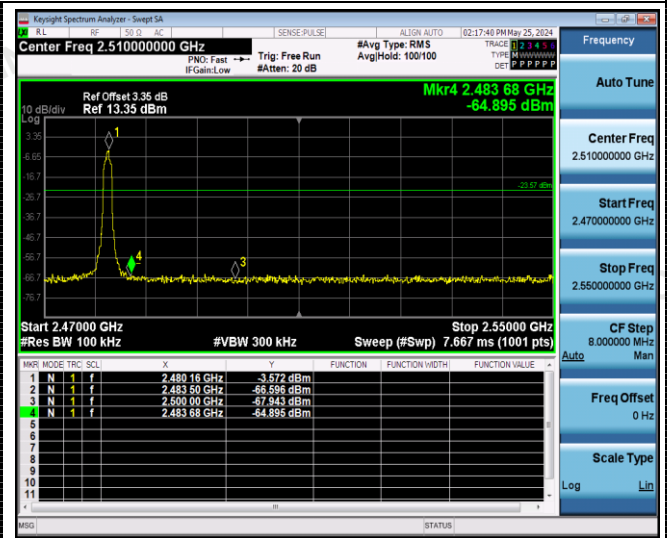 Keysight Spectrum Analyzer - Swept SA
RL RF 50 Ω AC SENSE:PULSE ALIGN AUTO 02:17:40 PM May 25, 2024
Center Freq 2.510000000 GHz
PNO: Fast Trig: Free Run #Avg Type: RMS TRACE 1 2 3 4 5 6
IFGain:Low #Atten: 20 dB Avg|Hold: 100/100 TYPE M WWWWW
DET P P P P P P
Mkr4 2.483 68 GHz
-64.895 dBm
Ref Offset 3.35 dB
10 dB/div Ref 13.35 dBm
Log
3.35
-6.65
-16.7
-26.7
-36.7
-46.7
-56.7
-66.7
-76.7
1
-23.57 dBm
4
3
Start 2.47000 GHz Stop 2.55000 GHz
#Res BW 100 kHz #VBW 300 kHz Sweep (#Swp) 7.667 ms (1001 pts)
MKR MODE TRC SCL X Y FUNCTION FUNCTION WIDTH FUNCTION VALUE
1 N 1 f 2.480 16 GHz -3.572 dBm
2 N 1 f 2.483 50 GHz -66.596 dBm
3 N 1 f 2.500 00 GHz -67.943 dBm
4 N 1 f 2.483 68 GHz -64.895 dBm
5
6
7
8
9
10
11
MSG STATUS
Frequency
Auto Tune
Center Freq
2.510000000 GHz
Start Freq
2.470000000 GHz
Stop Freq
2.550000000 GHz
CF Step
8.000000 MHz
Auto Man
Freq Offset
0 Hz
Scale Type
Log Lin